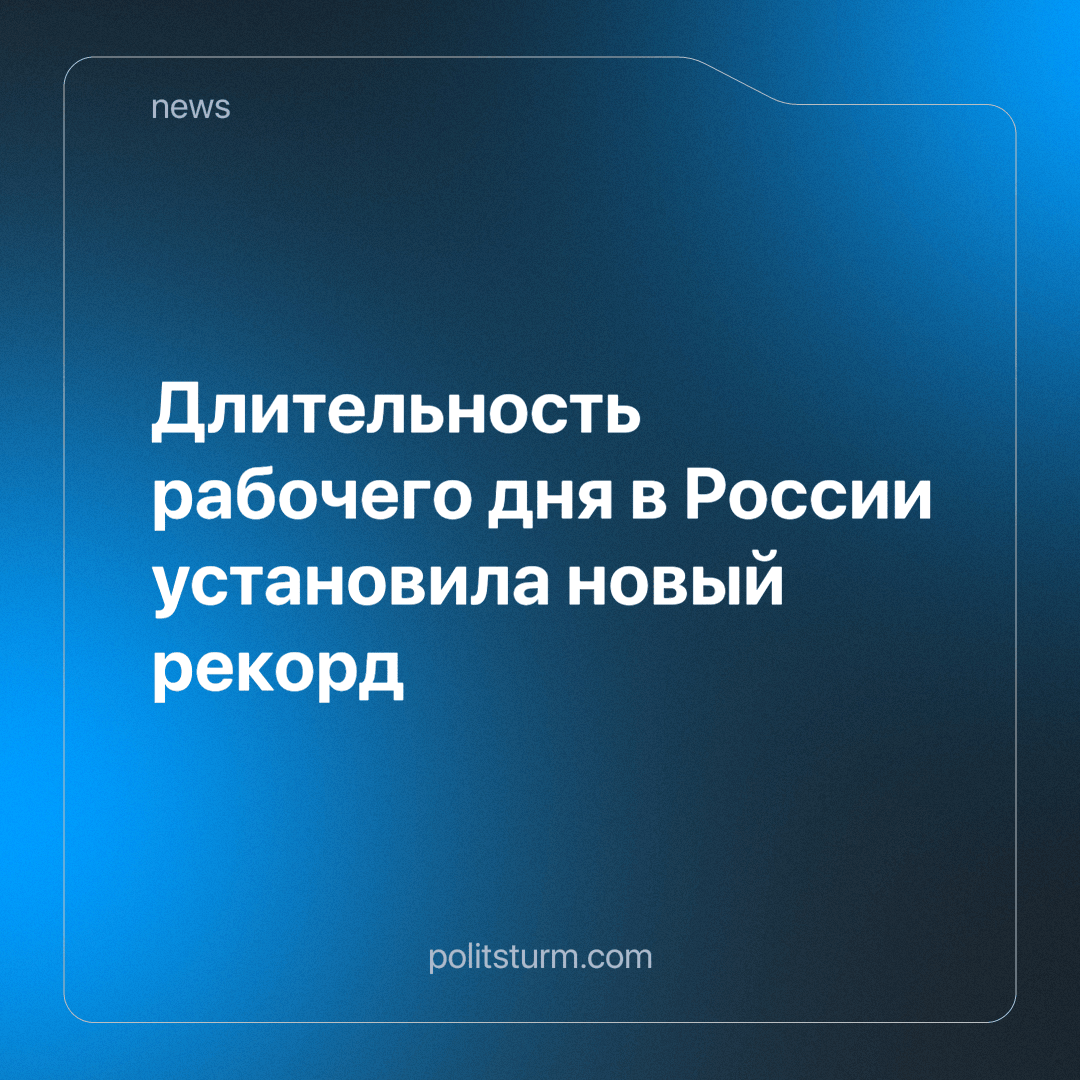 news
Длительность
рабочего дня в России
установила новый
рекорд
politsturm.com